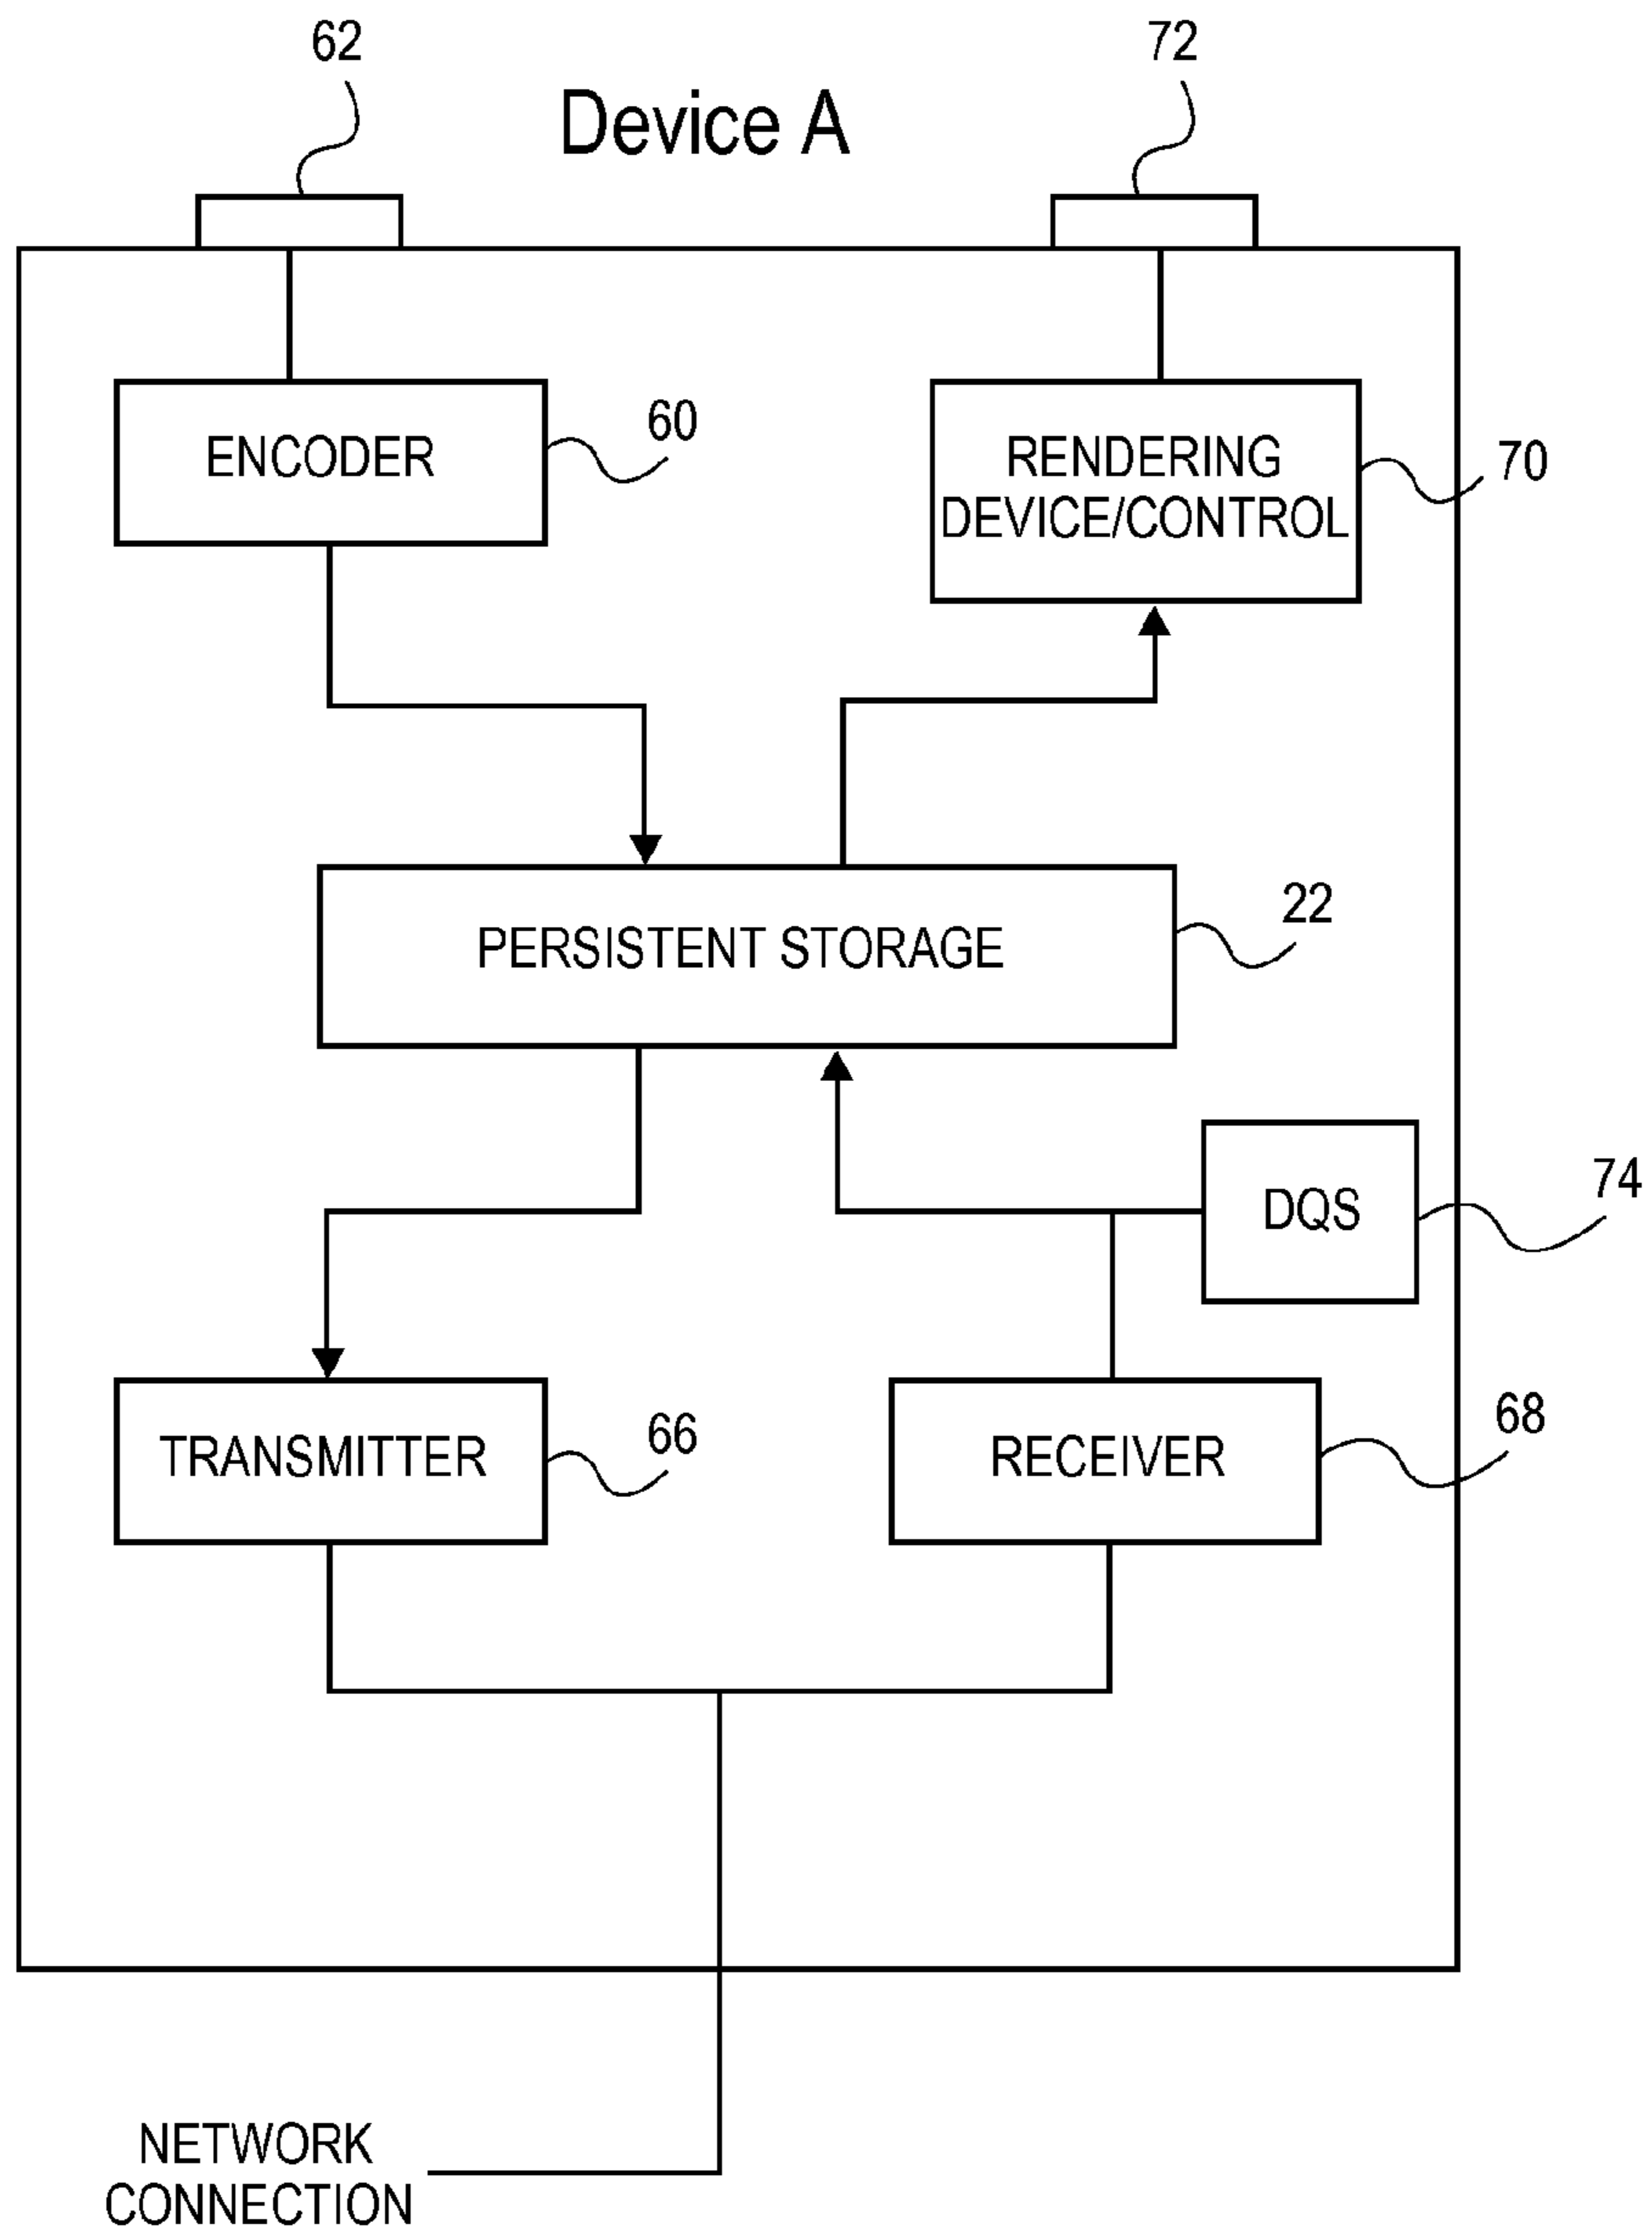 62
72
Device A
ENCODER
60
RENDERING
DEVICE/CONTROL
70
PERSISTENT STORAGE
22
DQS
74
TRANSMITTER
66
RECEIVER
68
NETWORK
CONNECTION